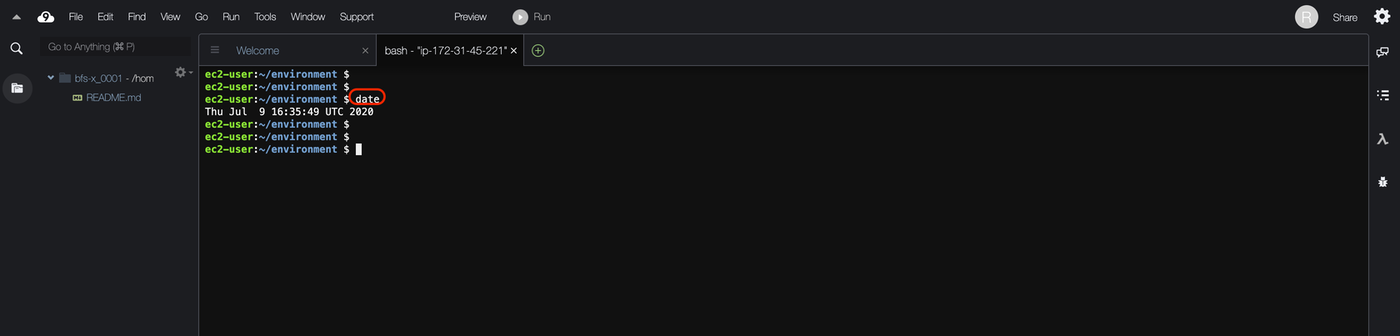 9 File Edit Find View Go Run Tools Window Support Preview Run R Share
Go to Anything (⌘ P)
Welcome
bash - "ip-172-31-45-221"
bfs-x_0001 - /hom
README.md
ec2-user:~/environment $
ec2-user:~/environment $
ec2-user:~/environment $ date
Thu Jul  9 16:35:49 UTC 2020
ec2-user:~/environment $
ec2-user:~/environment $
ec2-user:~/environment $